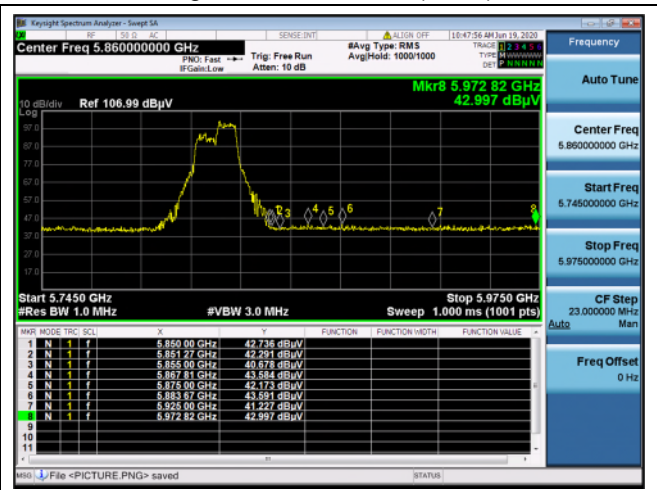 Keysight Spectrum Analyzer - Swept SA
RF 50 Ω AC SENSE:INT ALIGN OFF 10:47:56 AM Jun 19, 2020
Center Freq 5.860000000 GHz
PNO: Fast
IFGain:Low
Trig: Free Run
Atten: 10 dB
#Avg Type: RMS
Avg|Hold: 1000/1000
TRACE 1 2 3 4 5 6
TYPE M
DET P N N N N N
Mkr8 5.972 82 GHz
42.997 dBµV
10 dB/div Ref 106.99 dBµV
Log
97.0
87.0
77.0
67.0
57.0
47.0
37.0
27.0
17.0
1 2 3 4 5 6 7 8
Start 5.7450 GHz Stop 5.9750 GHz
#Res BW 1.0 MHz #VBW 3.0 MHz Sweep 1.000 ms (1001 pts)
MKR MODE TRC SCL X Y FUNCTION FUNCTION WIDTH FUNCTION VALUE
1 N 1 f 5.850 00 GHz 42.736 dBµV
2 N 1 f 5.851 27 GHz 42.291 dBµV
3 N 1 f 5.855 00 GHz 40.678 dBµV
4 N 1 f 5.867 81 GHz 43.584 dBµV
5 N 1 f 5.875 00 GHz 42.173 dBµV
6 N 1 f 5.883 67 GHz 43.591 dBµV
7 N 1 f 5.925 00 GHz 41.227 dBµV
8 N 1 f 5.972 82 GHz 42.997 dBµV
9
10
11
MSG File <PICTURE.PNG> saved STATUS
Frequency
Auto Tune
Center Freq
5.860000000 GHz
Start Freq
5.745000000 GHz
Stop Freq
5.975000000 GHz
CF Step
23.000000 MHz
Auto Man
Freq Offset
0 Hz